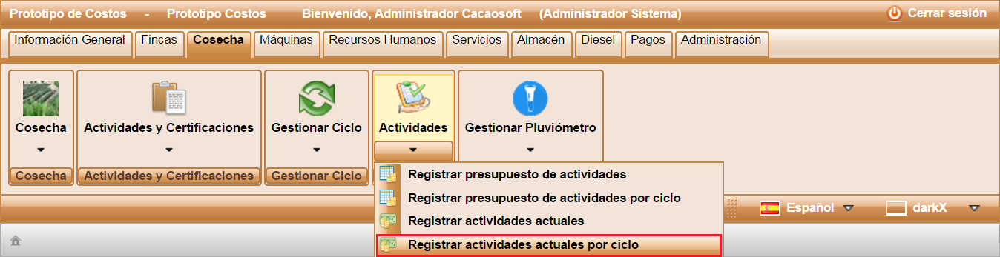 Prototipo de Costos - Prototipo Costos Bienvenido, Administrador Cacaosoft (Administrador Sistema) Cerrar sesión
Información General Fincas Cosecha Máquinas Recursos Humanos Servicios Almacén Diesel Pagos Administración
Cosecha Actividades y Certificaciones Gestionar Ciclo Actividades Gestionar Pluviómetro
Cosecha Actividades y Certificaciones Gestionar Ciclo
Registrar presupuesto de actividades
Registrar presupuesto de actividades por ciclo
Español darkX
Registrar actividades actuales
Registrar actividades actuales por ciclo